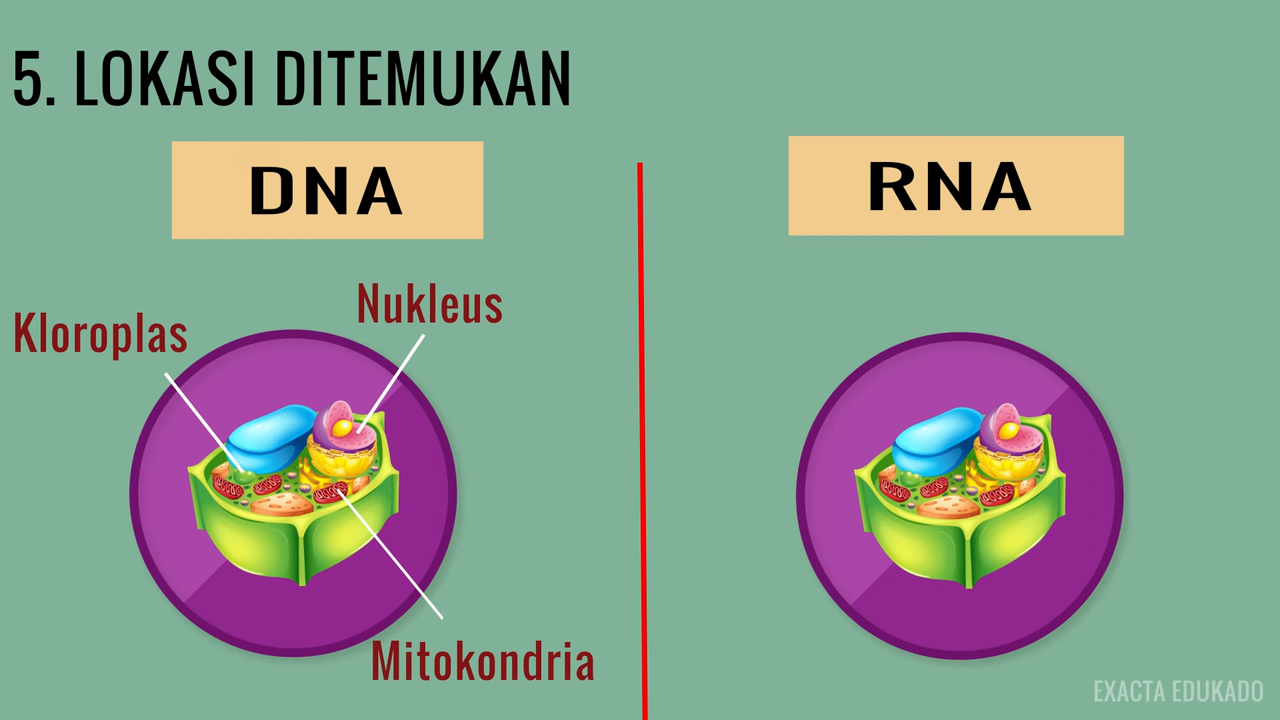 5. LOKASI DITEMUKAN
DNA
RNA
Nukleus
Kloroplas
Mitokondria
EXACTA EDUKADO